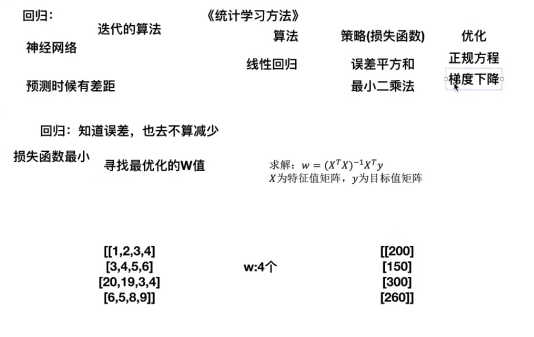 回归:
《统计学习方法》
迭代的算法
算法
策略(损失函数)
优化
神经网络
线性回归
误差平方和
正规方程
预测时候有差距
最小二乘法
梯度下降
回归:知道误差,也去不算减少
损失函数最小
寻找最优化的W值
求解:w = (XᵀX)⁻¹Xᵀy
X为特征值矩阵,y为目标值矩阵
[[1,2,3,4]
[3,4,5,6]
[20,19,3,4]
[6,5,8,9]]
w:4个
[[200]
[150]
[300]
[260]]